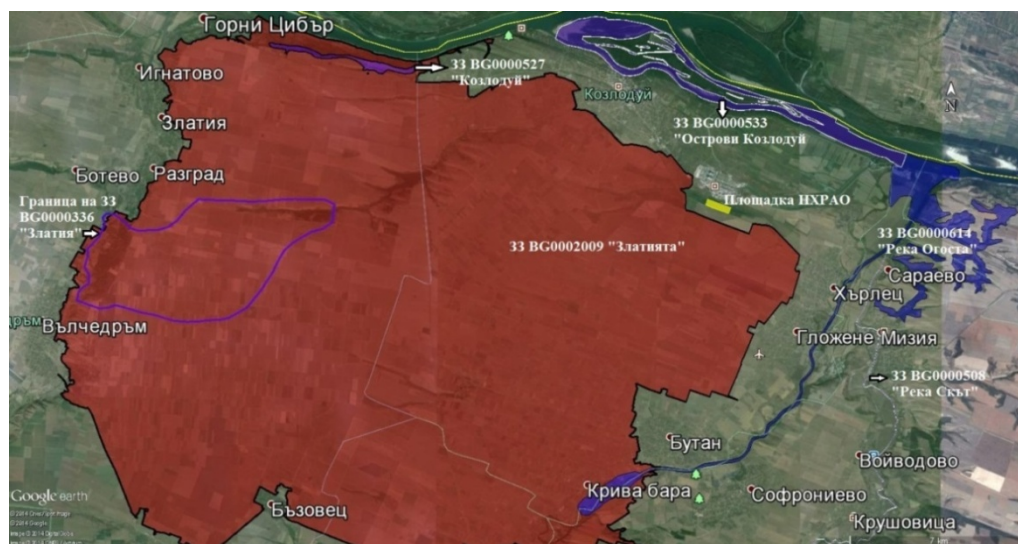 Горни Цибър
ЗЗ BG0000527
"Козлодуй"
Игнатово
Козлодуй
N
ЗЗ BG0000533
"Острови Козлодуй
Златия
Ботево
Разград
Площадка НХРАО
Граница на ЗЗ
BG0000336
"Златия"
ЗЗ BG0002009 "Златията"
ЗЗ BG0000614
"Река Огоста"
Сараево
Хърлец
Вълчедръм
Гложене
Мизия
ЗЗ BG0000508
"Река Скът"
Бутан
Войводово
Крива бара
Софрониево
Google earth
Бъзовец
Крушовица
© 2014 Google